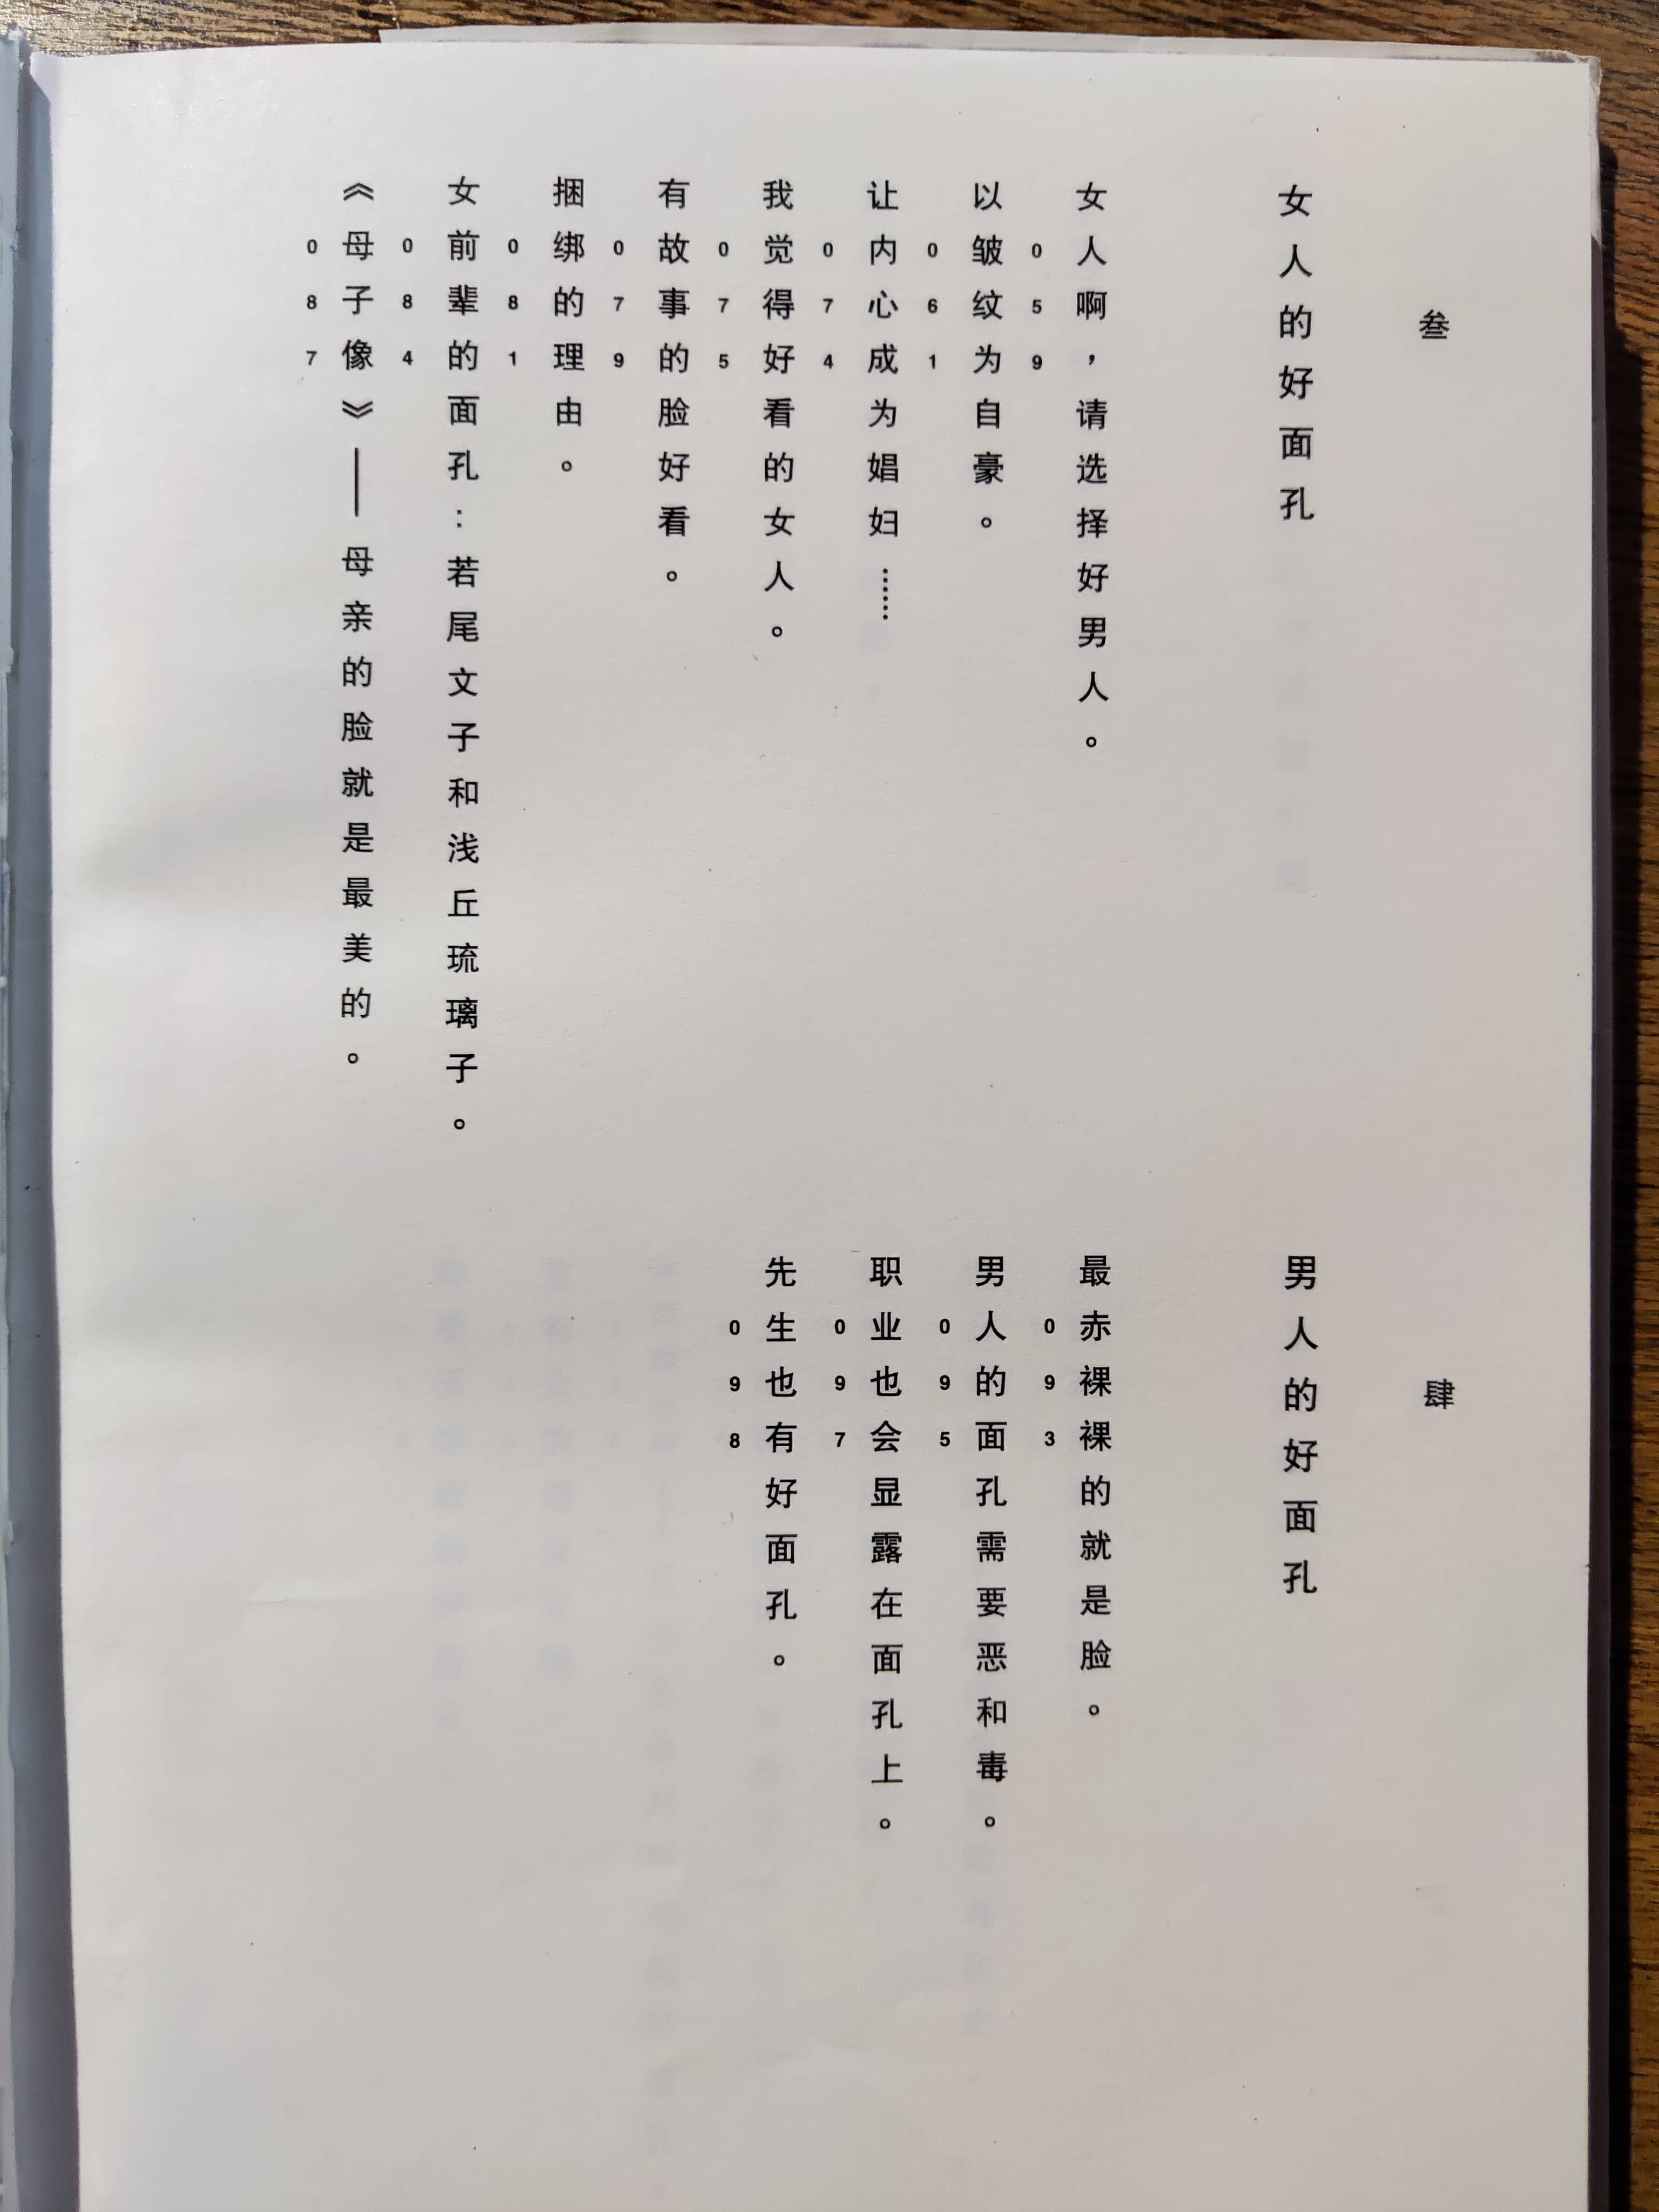 叁
女人的好面孔
女人啊，请选择好男人。
059
以皱纹为自豪。
061
让内心成为娼妇……
074
我觉得好看的女人。
075
有故事的脸好看。
079
捆绑的理由。
081
女前辈的面孔：若尾文子和浅丘琉璃子。
084
《母子像》——母亲的脸就是最美的。
087
肆
男人的好面孔
最赤裸裸的就是脸。
093
男人的面孔需要恶和毒。
095
职业也会显露在面孔上。
097
先生也有好面孔。
098